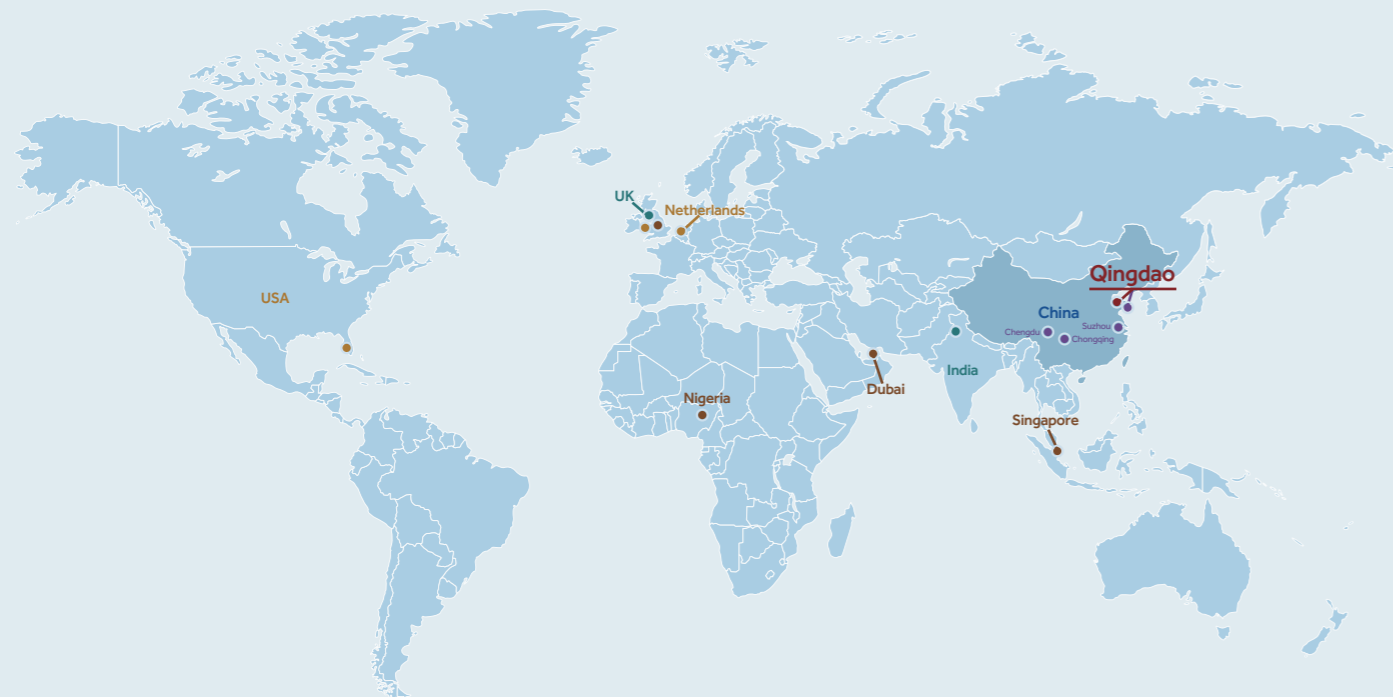 UK
Netherlands
Qingdao
USA
China
Suzhou
Chengdu
Chongqing
India
Dubai
Nigeria
Singapore